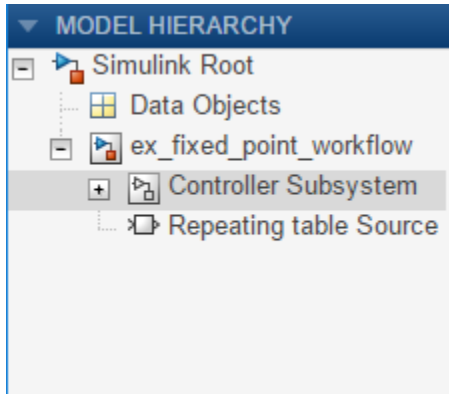 MODEL HIERARCHY
Simulink Root
Data Objects
ex_fixed_point_workflow
Controller Subsystem
Repeating table Source